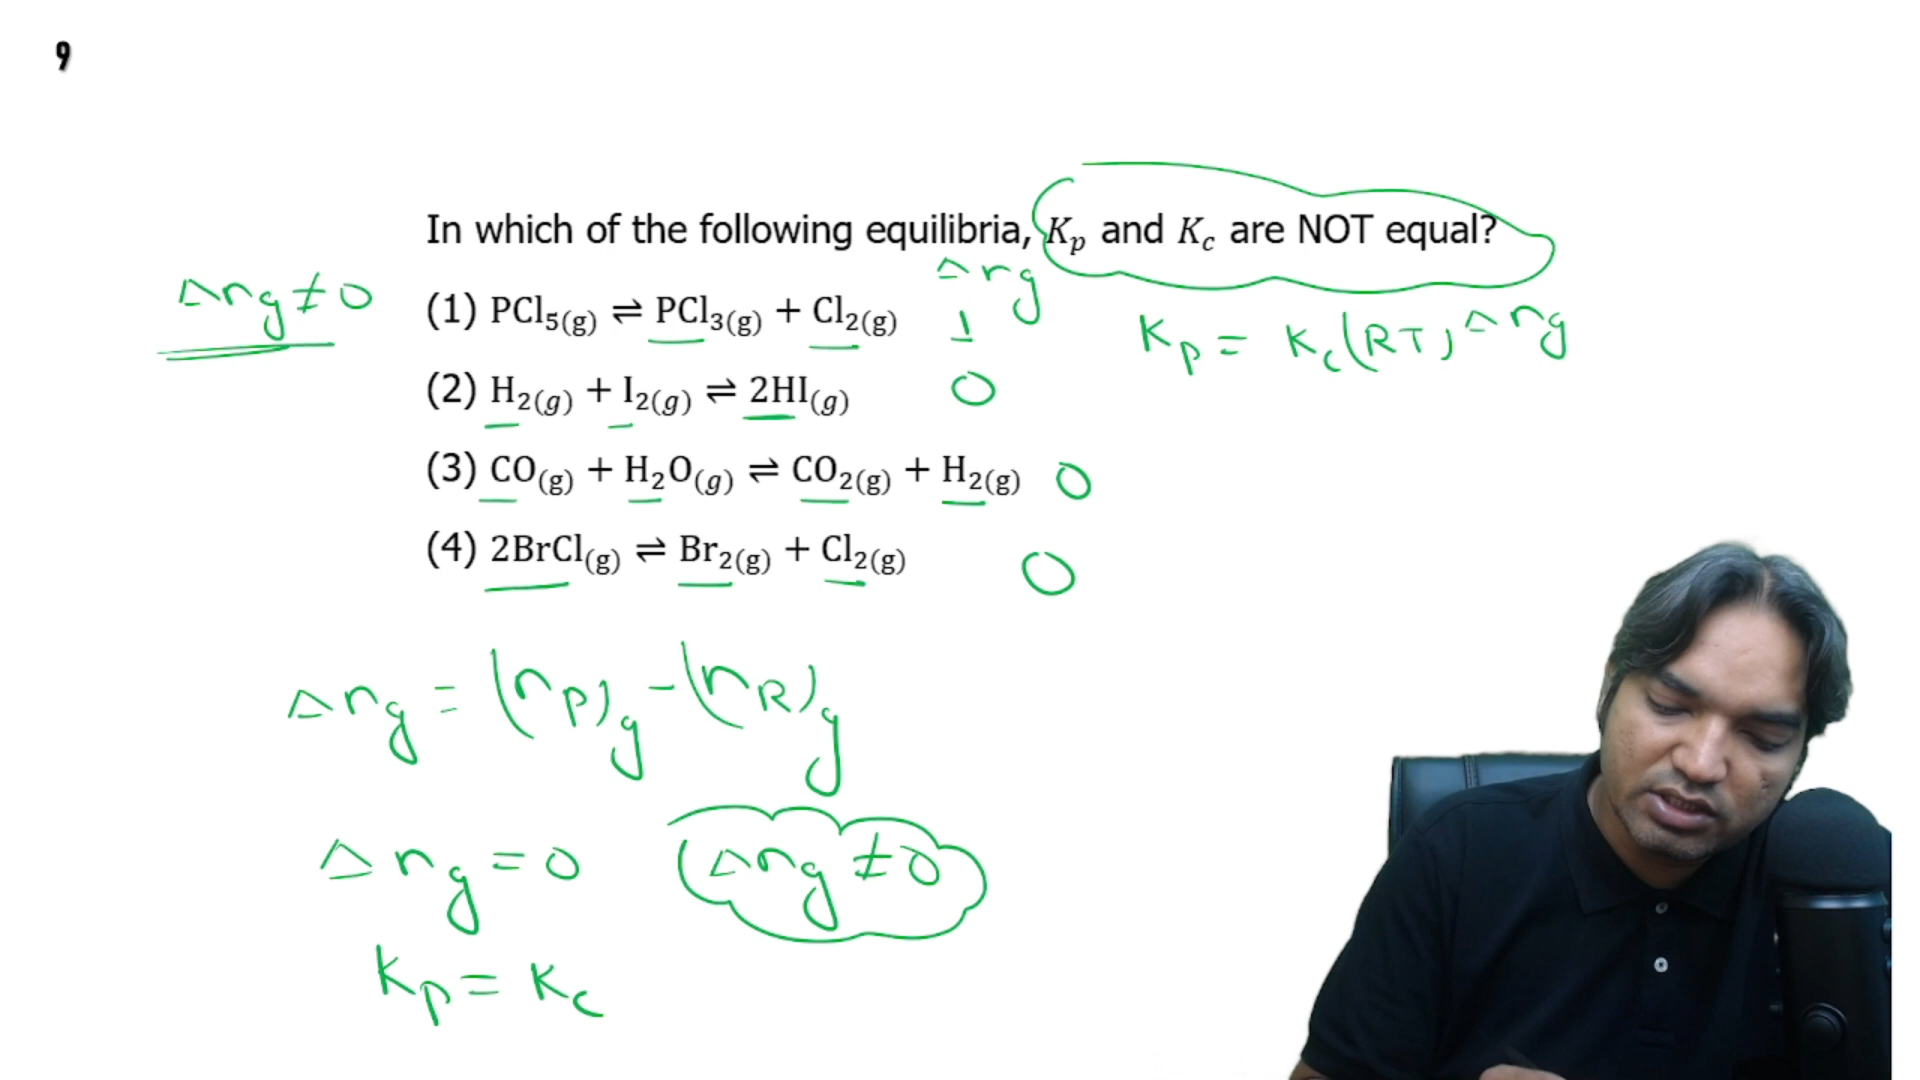 9
In which of the following equilibria, Kₚ and K꜀ are NOT equal?
Δng ≠ 0
Δng
(1) PCl₅(g) ⇌ PCl₃(g) + Cl₂(g) 1
Kp = Kc(RT)^Δng
(2) H₂(g) + I₂(g) ⇌ 2HI(g) 0
(3) CO(g) + H₂O(g) ⇌ CO₂(g) + H₂(g) 0
(4) 2BrCl(g) ⇌ Br₂(g) + Cl₂(g) 0
Δng = (nP)g - (nR)g
Δng = 0 Δng ≠ 0
Kp = Kc